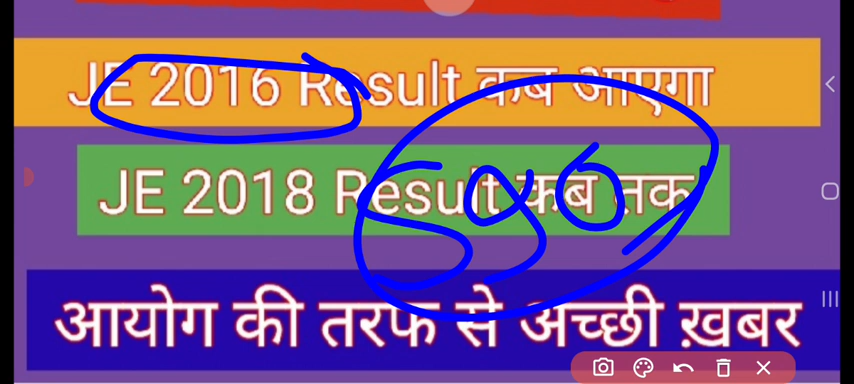 JE 2016 Result कब आएगा
JE 2018 Result कब तक
आयोग की तरफ से अच्छी ख़बर